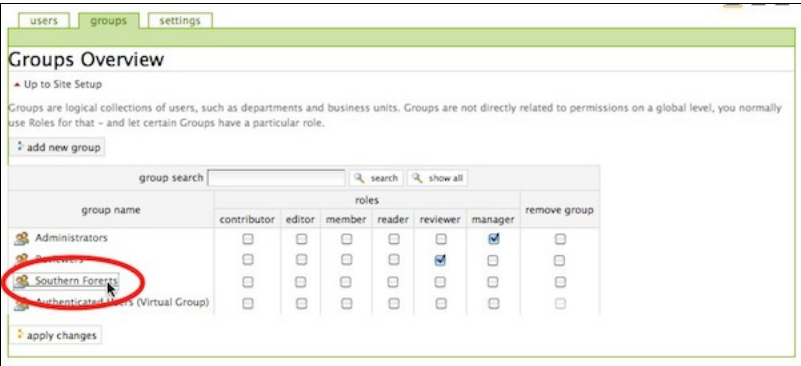 users groups settings
Groups Overview
Up to Site Setup
Groups are logical collections of users, such as departments and business units. Groups are not directly related to permissions on a global level, you normally
use Roles for that – and let certain Groups have a particular role.
add new group
group search search show all
group name roles remove group
contributor editor member reader reviewer manager
Administrators
Reviewers
Southern Forests
Authenticated Users (Virtual Group)
apply changes